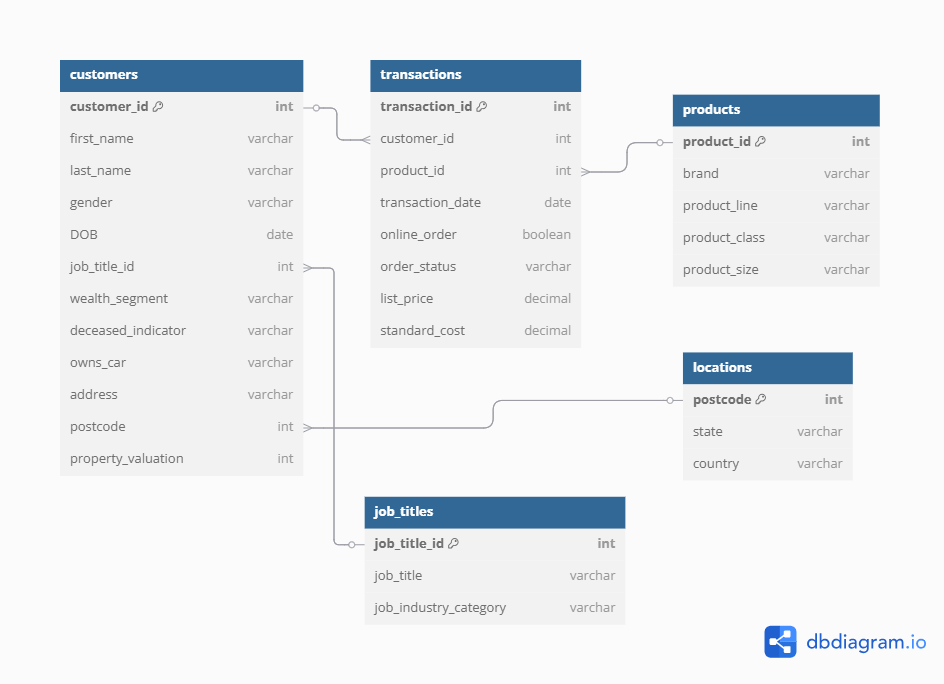 customers
customer_id int
first_name varchar
last_name varchar
gender varchar
DOB date
job_title_id int
wealth_segment varchar
deceased_indicator varchar
owns_car varchar
address varchar
postcode int
property_valuation int
transactions
transaction_id int
customer_id int
product_id int
transaction_date date
online_order boolean
order_status varchar
list_price decimal
standard_cost decimal
products
product_id int
brand varchar
product_line varchar
product_class varchar
product_size varchar
locations
postcode int
state varchar
country varchar
job_titles
job_title_id int
job_title varchar
job_industry_category varchar
dbdiagram.io